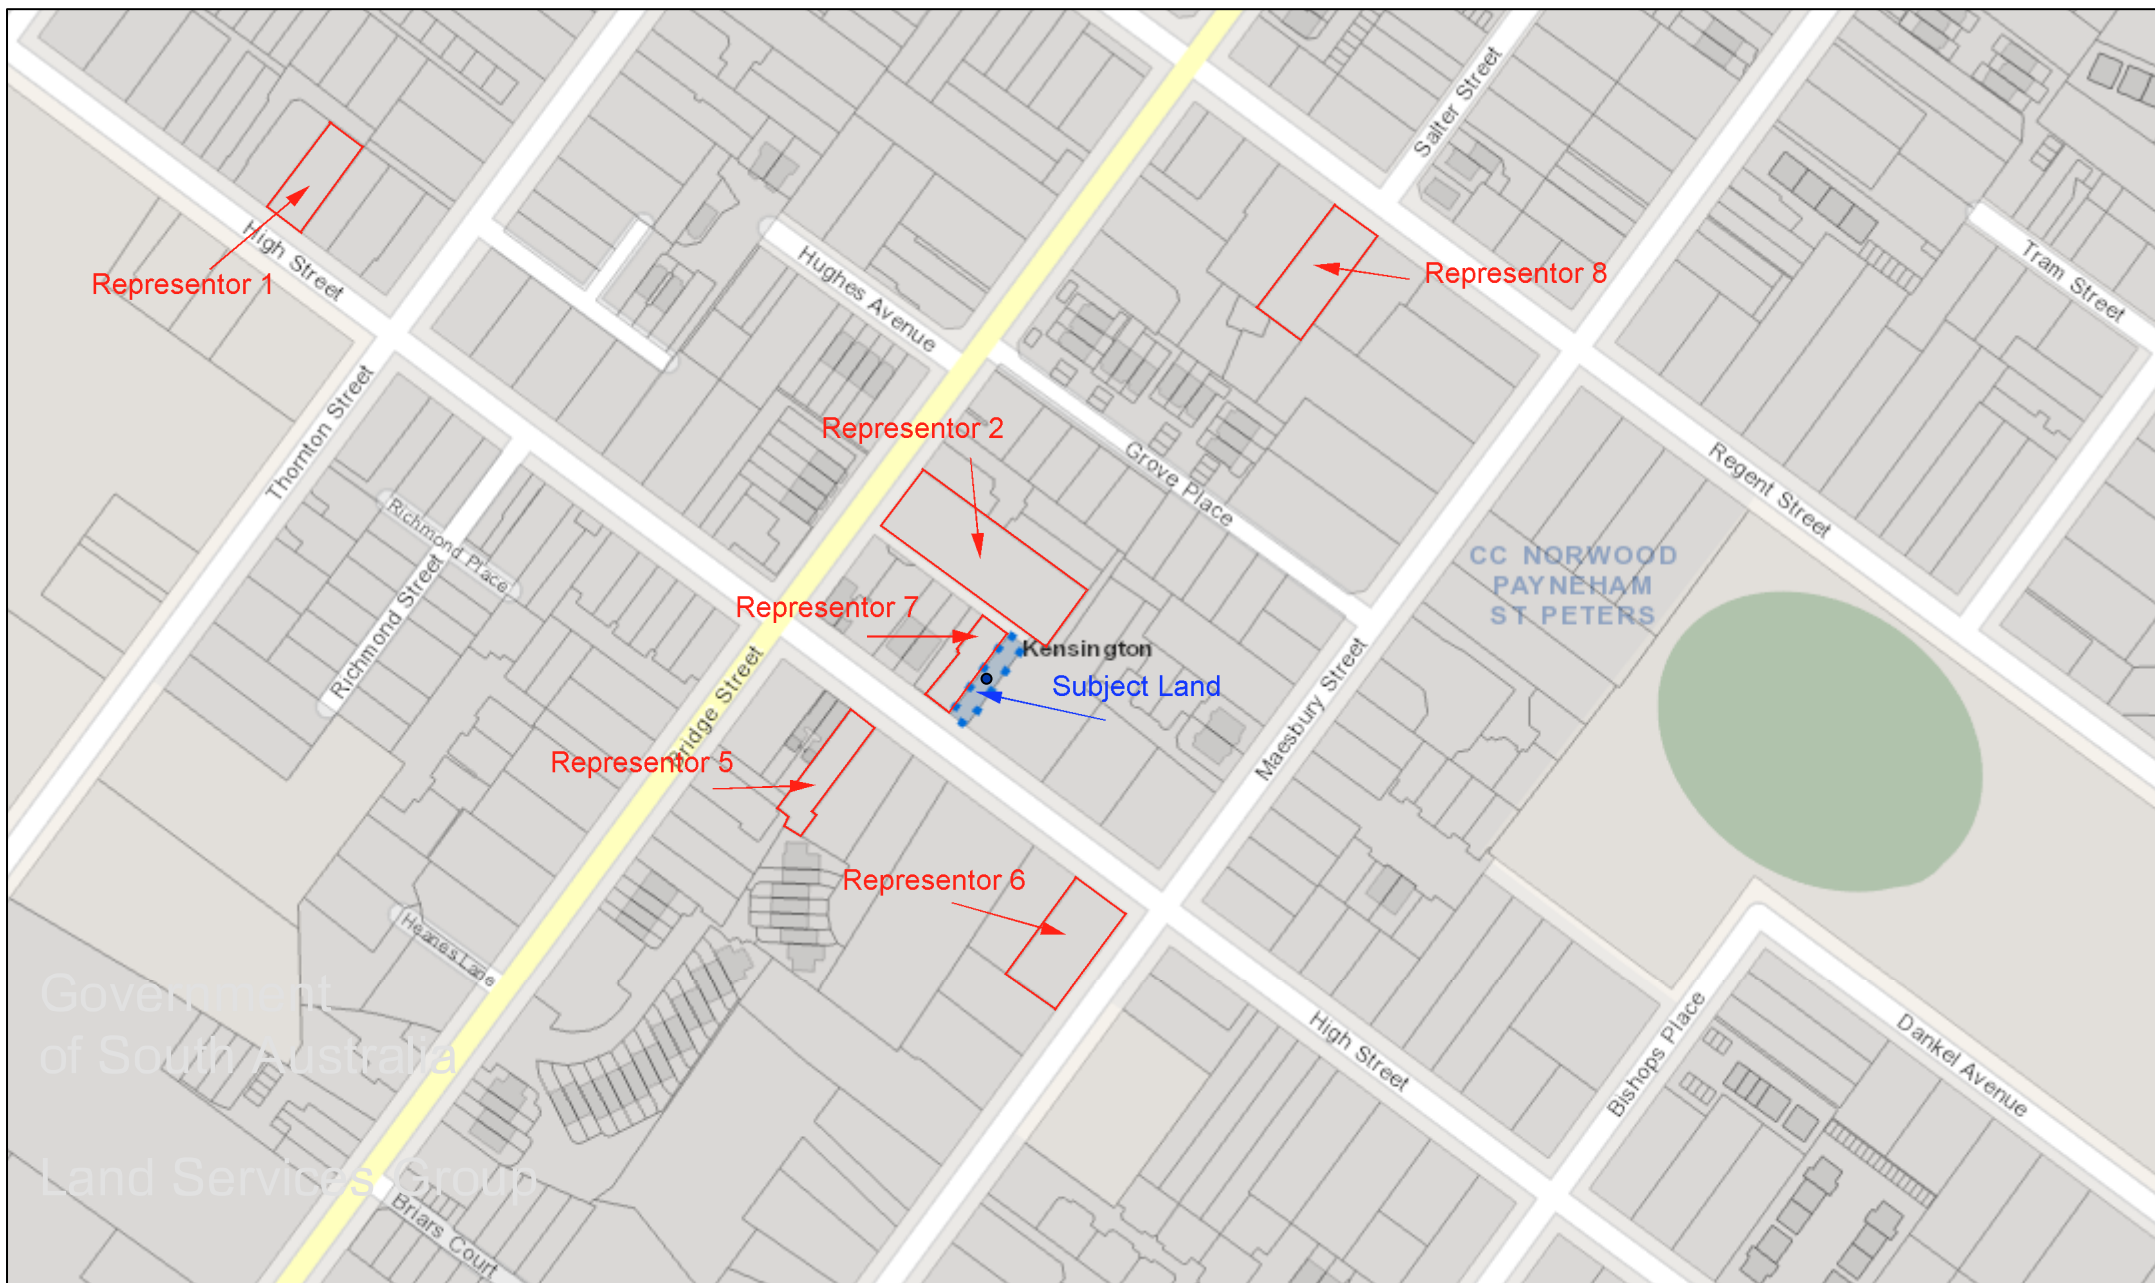 Salter Street
Tram Street
High Street
Representor 1
Hughes Avenue
Representor 8
Thornton Street
Representor 2
Grove Place
Regent Street
Richmond Place
Richmond Street
CC NORWOOD
PAYNEHAM
ST PETERS
Representor 7
Kensington
Subject Land
Bridge Street
Maesbury Street
Representor 5
Representor 6
Heanes Lane
Government
of South Australia
High Street
Bishops Place
Dankel Avenue
Land Services Group
Briars Court